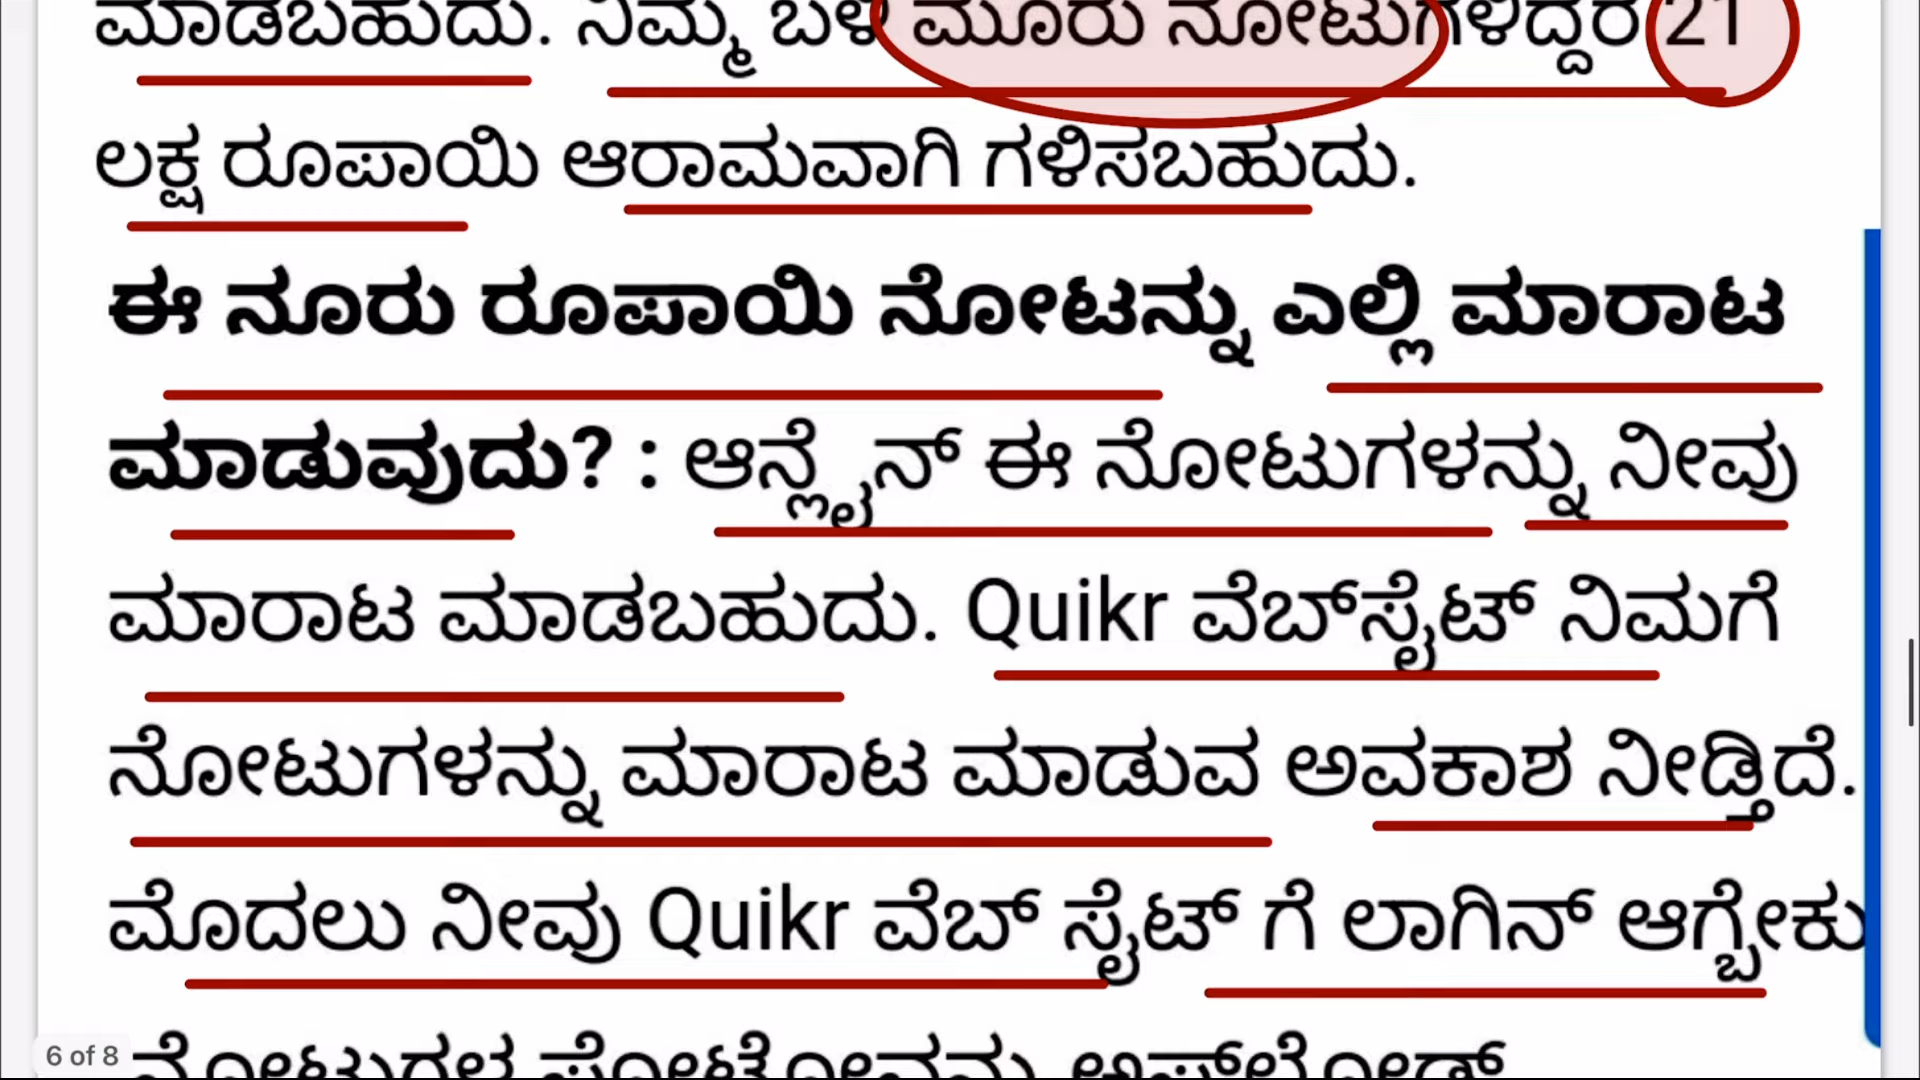 ಮಾಡಬಹುದು. ನಿಮ್ಮ ಬಳಿ ಮೂರು ನೋಟುಗಳಿದ್ದರೆ 21
ಲಕ್ಷ ರೂಪಾಯಿ ಆರಾಮವಾಗಿ ಗಳಿಸಬಹುದು.
ಈ ನೂರು ರೂಪಾಯಿ ನೋಟನ್ನು ಎಲ್ಲಿ ಮಾರಾಟ
ಮಾಡುವುದು? : ಆನ್ಲೈನ್ ಈ ನೋಟುಗಳನ್ನು ನೀವು
ಮಾರಾಟ ಮಾಡಬಹುದು. Quikr ವೆಬ್‌ಸೈಟ್ ನಿಮಗೆ
ನೋಟುಗಳನ್ನು ಮಾರಾಟ ಮಾಡುವ ಅವಕಾಶ ನೀಡ್ತಿದೆ.
ಮೊದಲು ನೀವು Quikr ವೆಬ್ ಸೈಟ್ ಗೆ ಲಾಗಿನ್ ಆಗ್ಬೇಕು
6 of 8